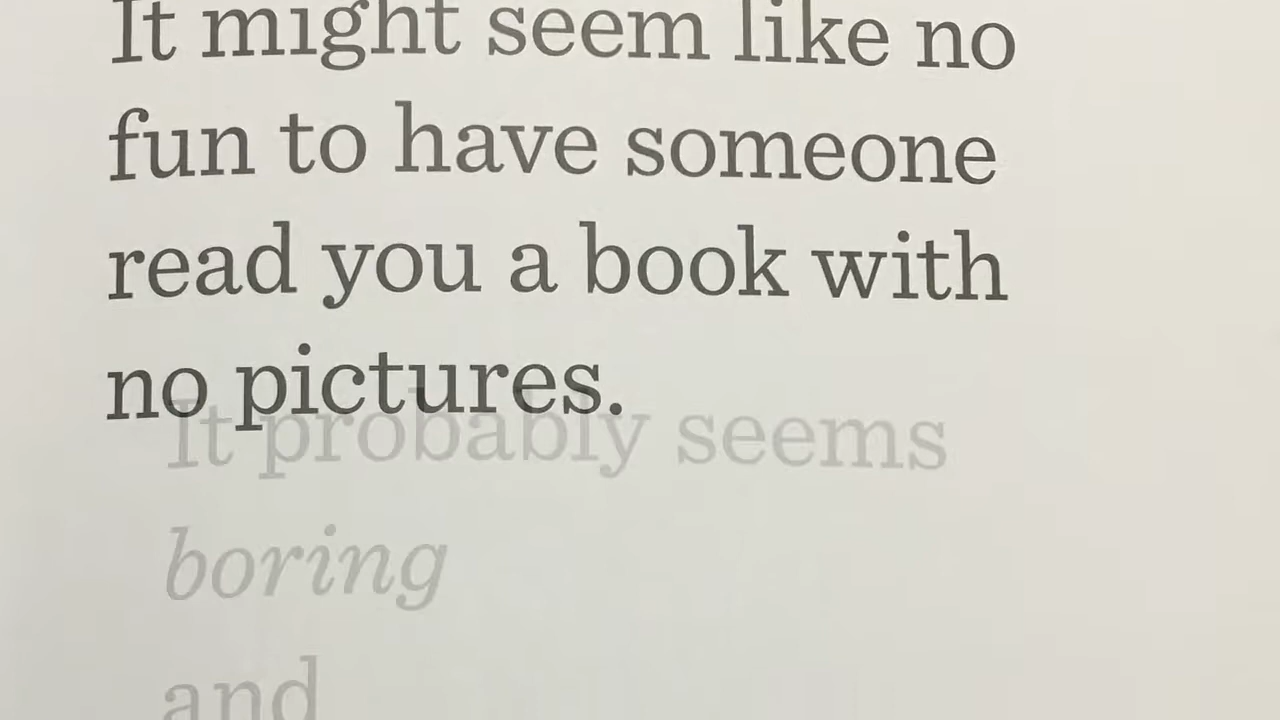 It might seem like no
fun to have someone
read you a book with
no pictures.
It probably seems
boring
and